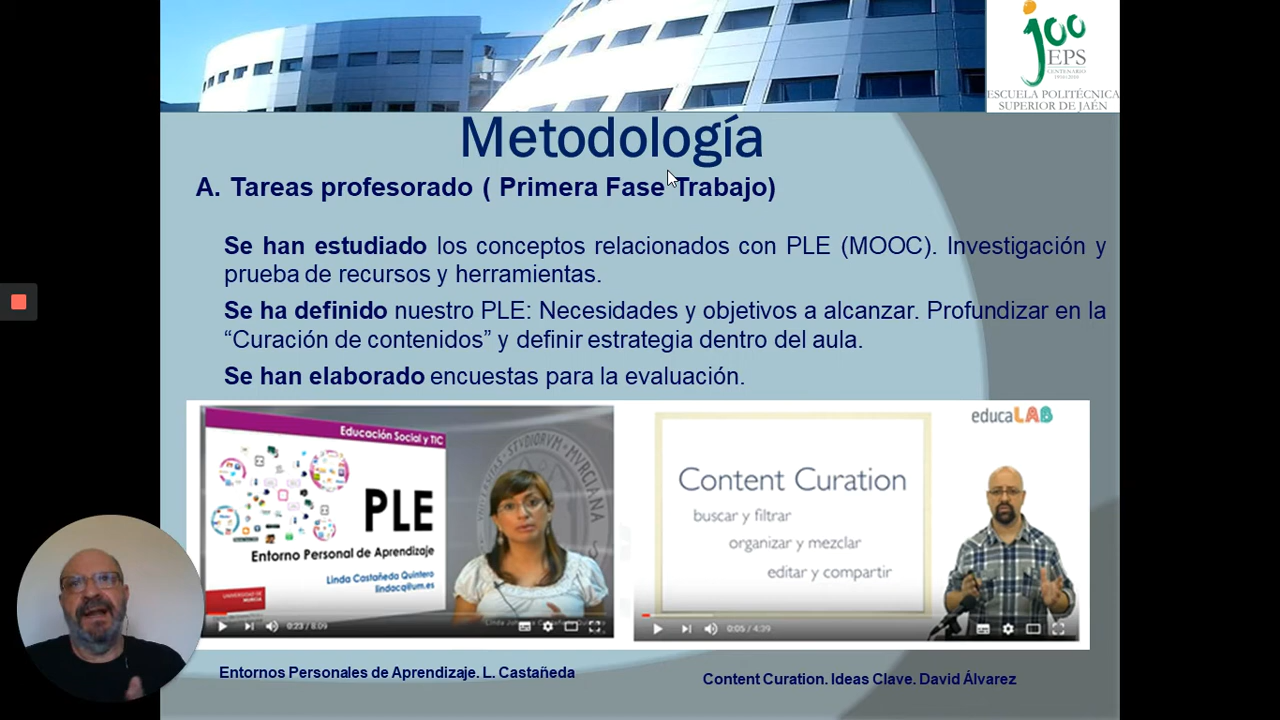 joo
EPS
CENTENARIO
1910-2010
ESCUELA POLITÉCNICA
SUPERIOR DE JAÉN
Metodología
A. Tareas profesorado ( Primera Fase Trabajo)
Se han estudiado los conceptos relacionados con PLE (MOOC). Investigación y
prueba de recursos y herramientas.
Se ha definido nuestro PLE: Necesidades y objetivos a alcanzar. Profundizar en la
“Curación de contenidos” y definir estrategia dentro del aula.
Se han elaborado encuestas para la evaluación.
Educación Social y TIC
PLE
Entorno Personal de Aprendizaje
Linda Castañeda Quintero
lindacq@um.es
UNIVERSIDAD DE
MURCIA
0:23 / 8:09
educaLAB
Content Curation
buscar y filtrar
organizar y mezclar
editar y compartir
0:05 / 4:39
Entornos Personales de Aprendizaje. L. Castañeda
Content Curation. Ideas Clave. David Álvarez